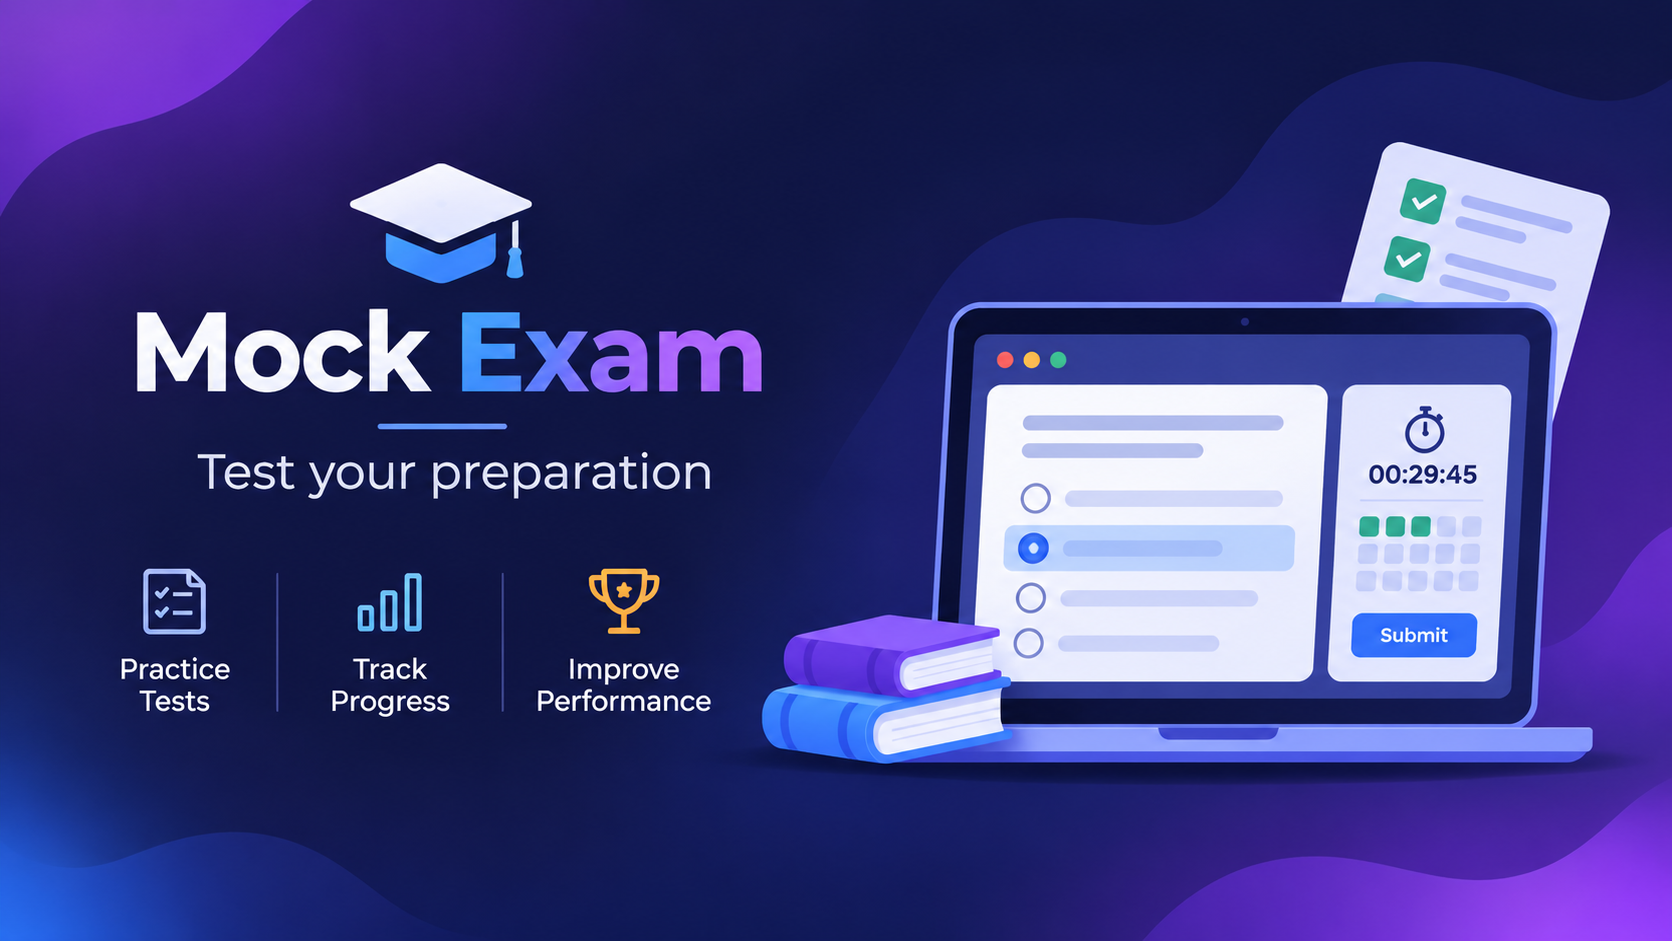 Mock Exam
Test your preparation
Practice
Tests
Track
Progress
Improve
Performance
00:29:45
Submit